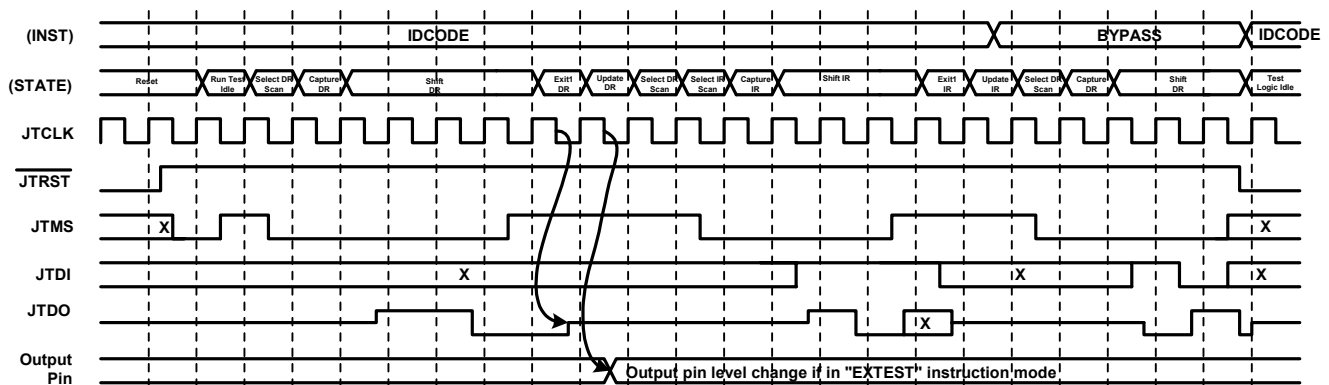 (INST) IDCODE BYPASS IDCODE
(STATE) Reset Run Test Idle Select DR Scan Capture DR Shift DR Exit1 DR Update DR Select DR Scan Select IR Scan Capture IR Shift IR Exit1 IR Update IR Select DR Scan Capture DR Shift DR Test Logic Idle
JTCLK
JTRST
JTMS X X
JTDI X X X
JTDO X
Output Pin Output pin level change if in "EXTEST" instruction mode